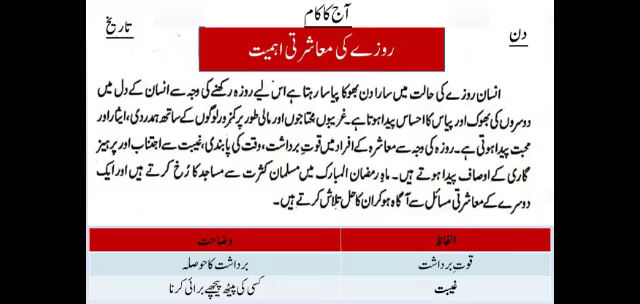 آج کا کام
دن
تاریخ
روزے کی معاشرتی اہمیت
انسان روزے کی حالت میں سارا دن بھوکا پیاسا رہتا ہے اس لیے روزہ رکھنے کی وجہ سے انسان کے دل میں
دوسروں کی بھوک اور پیاس کا احساس پیدا ہوتا ہے۔ غریبوں محتاجوں اور مالی طور پر کمزور لوگوں کے ساتھ ہمدردی، ایثار اور
محبت پیدا ہوتی ہے۔ روزہ کی وجہ سے معاشرہ کے افراد میں قوتِ برداشت، وقت کی پابندی، غیبت سے اجتناب اور پرہیز
گاری کے اوصاف پیدا ہوتے ہیں۔ ماہِ رمضان المبارک میں مسلمان کثرت سے مساجد کا رُخ کرتے ہیں اور ایک
دوسرے کے معاشرتی مسائل سے آگاہ ہو کر ان کا حل تلاش کرتے ہیں۔
الفاظ وضاحت
قوتِ برداشت برداشت کا حوصلہ
غیبت کسی کی پیٹھ پیچھے برائی کرنا